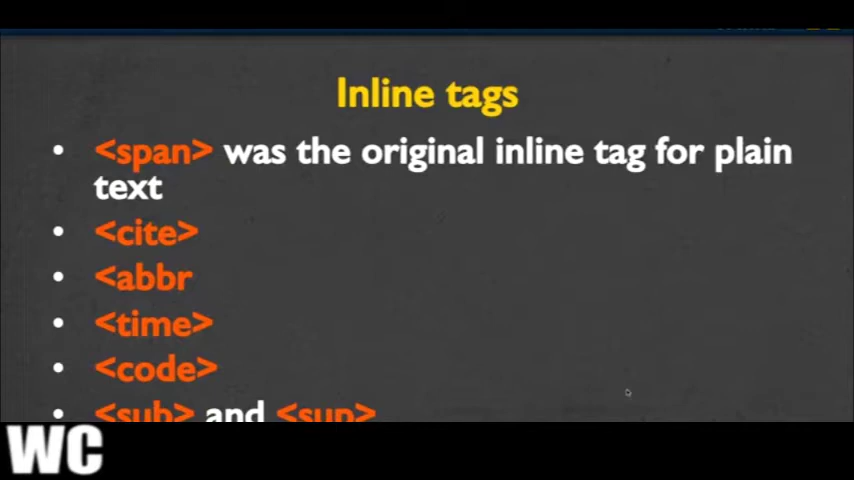 Inline tags
• <span> was the original inline tag for plain
text
• <cite>
• <abbr
• <time>
• <code>
• <sub> and <sup>
WC